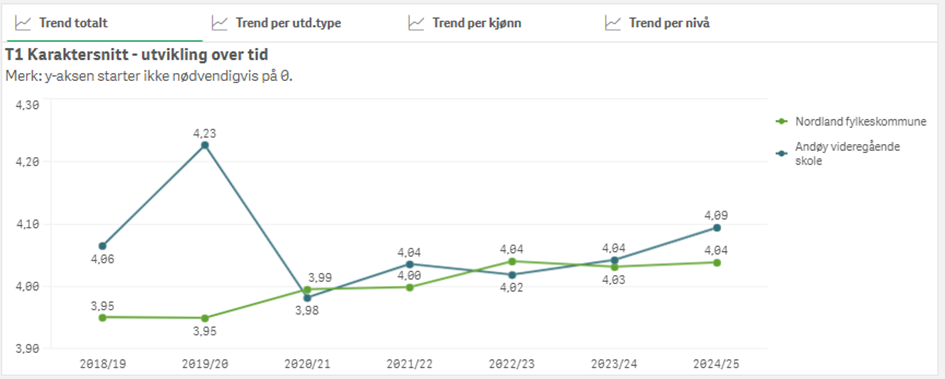 Trend totalt
Trend per utd.type
Trend per kjønn
Trend per nivå
T1 Karaktersnitt - utvikling over tid
Merk: y-aksen starter ikke nødvendigvis på 0.
4,30
4,20
4,10
4,00
3,90
4,06
4,23
3,98
4,04
4,02
4,04
4,09
3,95
3,95
3,99
4,00
4,04
4,03
4,04
2018/19
2019/20
2020/21
2021/22
2022/23
2023/24
2024/25
Nordland fylkeskommune
Andøy videregående
skole